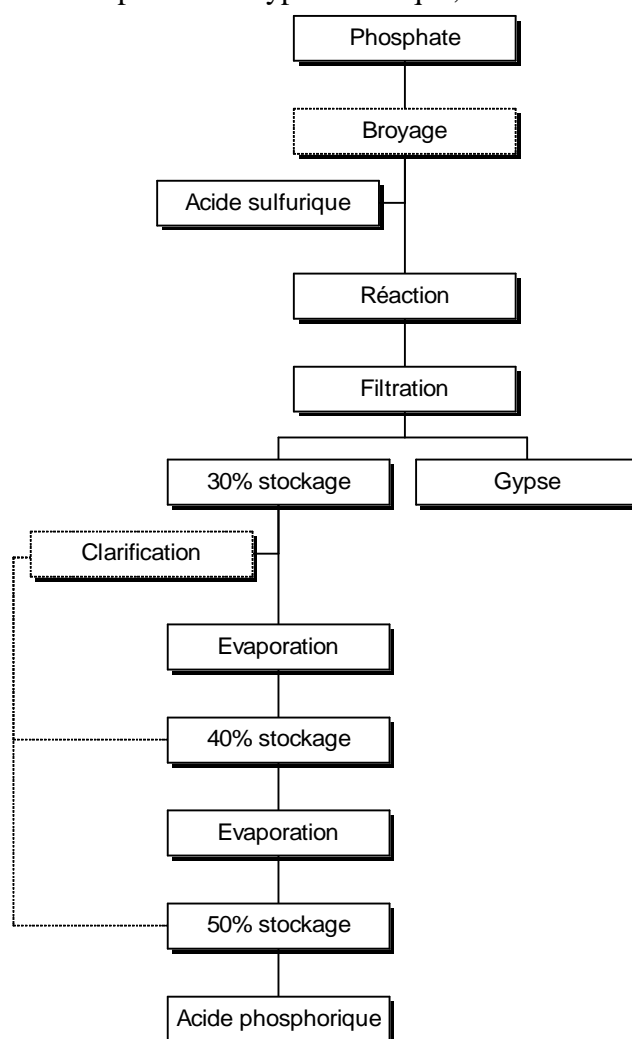 Phosphate
Broyage
Acide sulfurique
Réaction
Filtration
30% stockage
Gypse
Clarification
Evaporation
40% stockage
Evaporation
50% stockage
Acide phosphorique